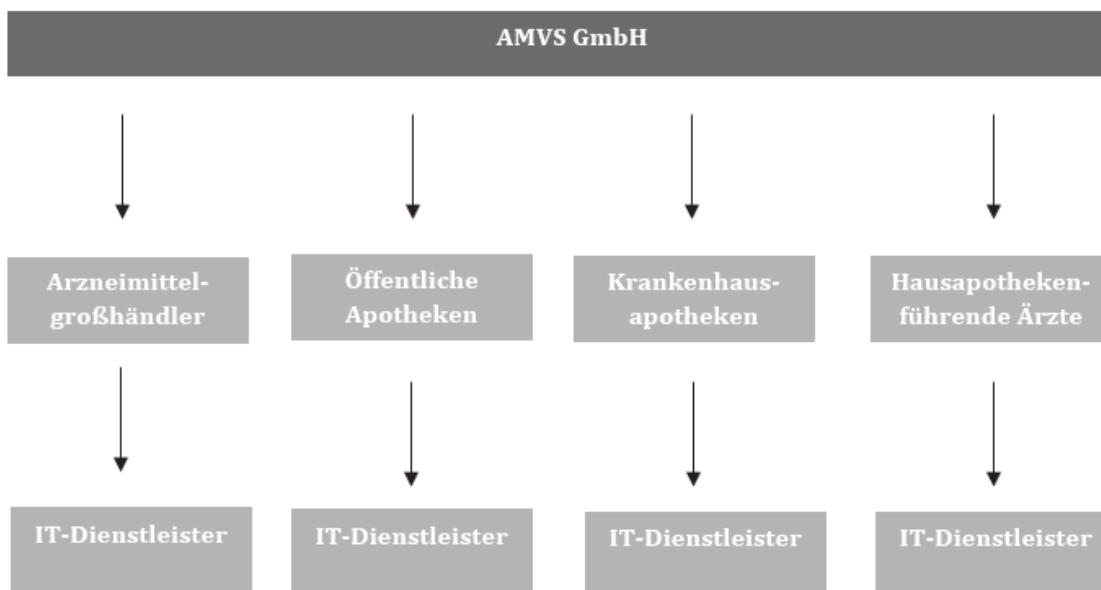 AMVS GmbH
Arzneimittel-
großhändler
Öffentliche
Apotheken
Krankenhaus-
apotheken
Hausapotheken-
führende Ärzte
IT-Dienstleister
IT-Dienstleister
IT-Dienstleister
IT-Dienstleister